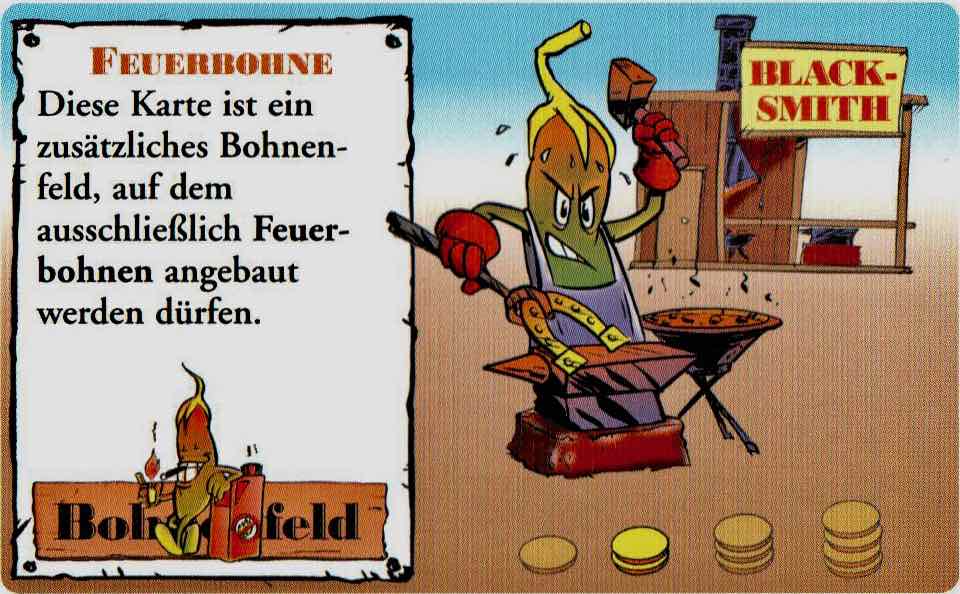 FEUERBOHNE
Diese Karte ist ein
zusätzliches Bohnen-
feld, auf dem
ausschließlich Feuer-
bohnen angebaut
werden dürfen.
BLACK-
SMITH